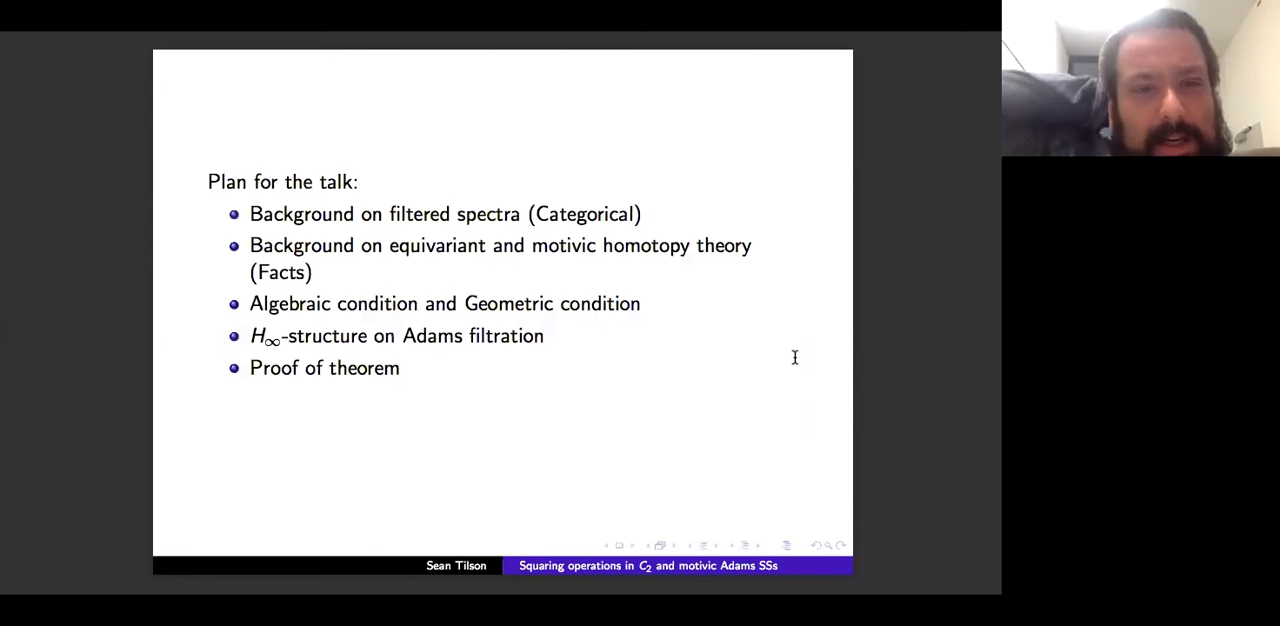 Plan for the talk:
Background on filtered spectra (Categorical)
Background on equivariant and motivic homotopy theory
(Facts)
Algebraic condition and Geometric condition
H∞-structure on Adams filtration
Proof of theorem
Sean Tilson
Squaring operations in C₂ and motivic Adams SSs